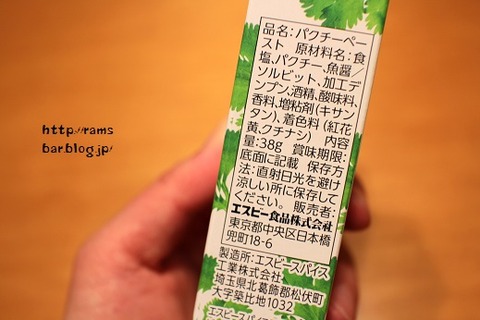 品名:パクチーペー
スト 原材料名:食
塩、パクチー、魚醤/
ソルビット、加工デ
ンプン、酒精、酸味料、
香料、増粘剤(キサン
タン)、着色料(紅花
黄、クチナシ) 内容
量:38g 賞味期限:
底面に記載 保存方
法:直射日光を避け
涼しい所に保存して
ください。 販売者:
エスビー食品株式会社
東京都中央区日本橋
兜町18-6
製造所:エスビースパイス
工業株式会社
埼玉県北葛飾郡松伏町
大字築比地1032
http://rams
bar.blog.jp/